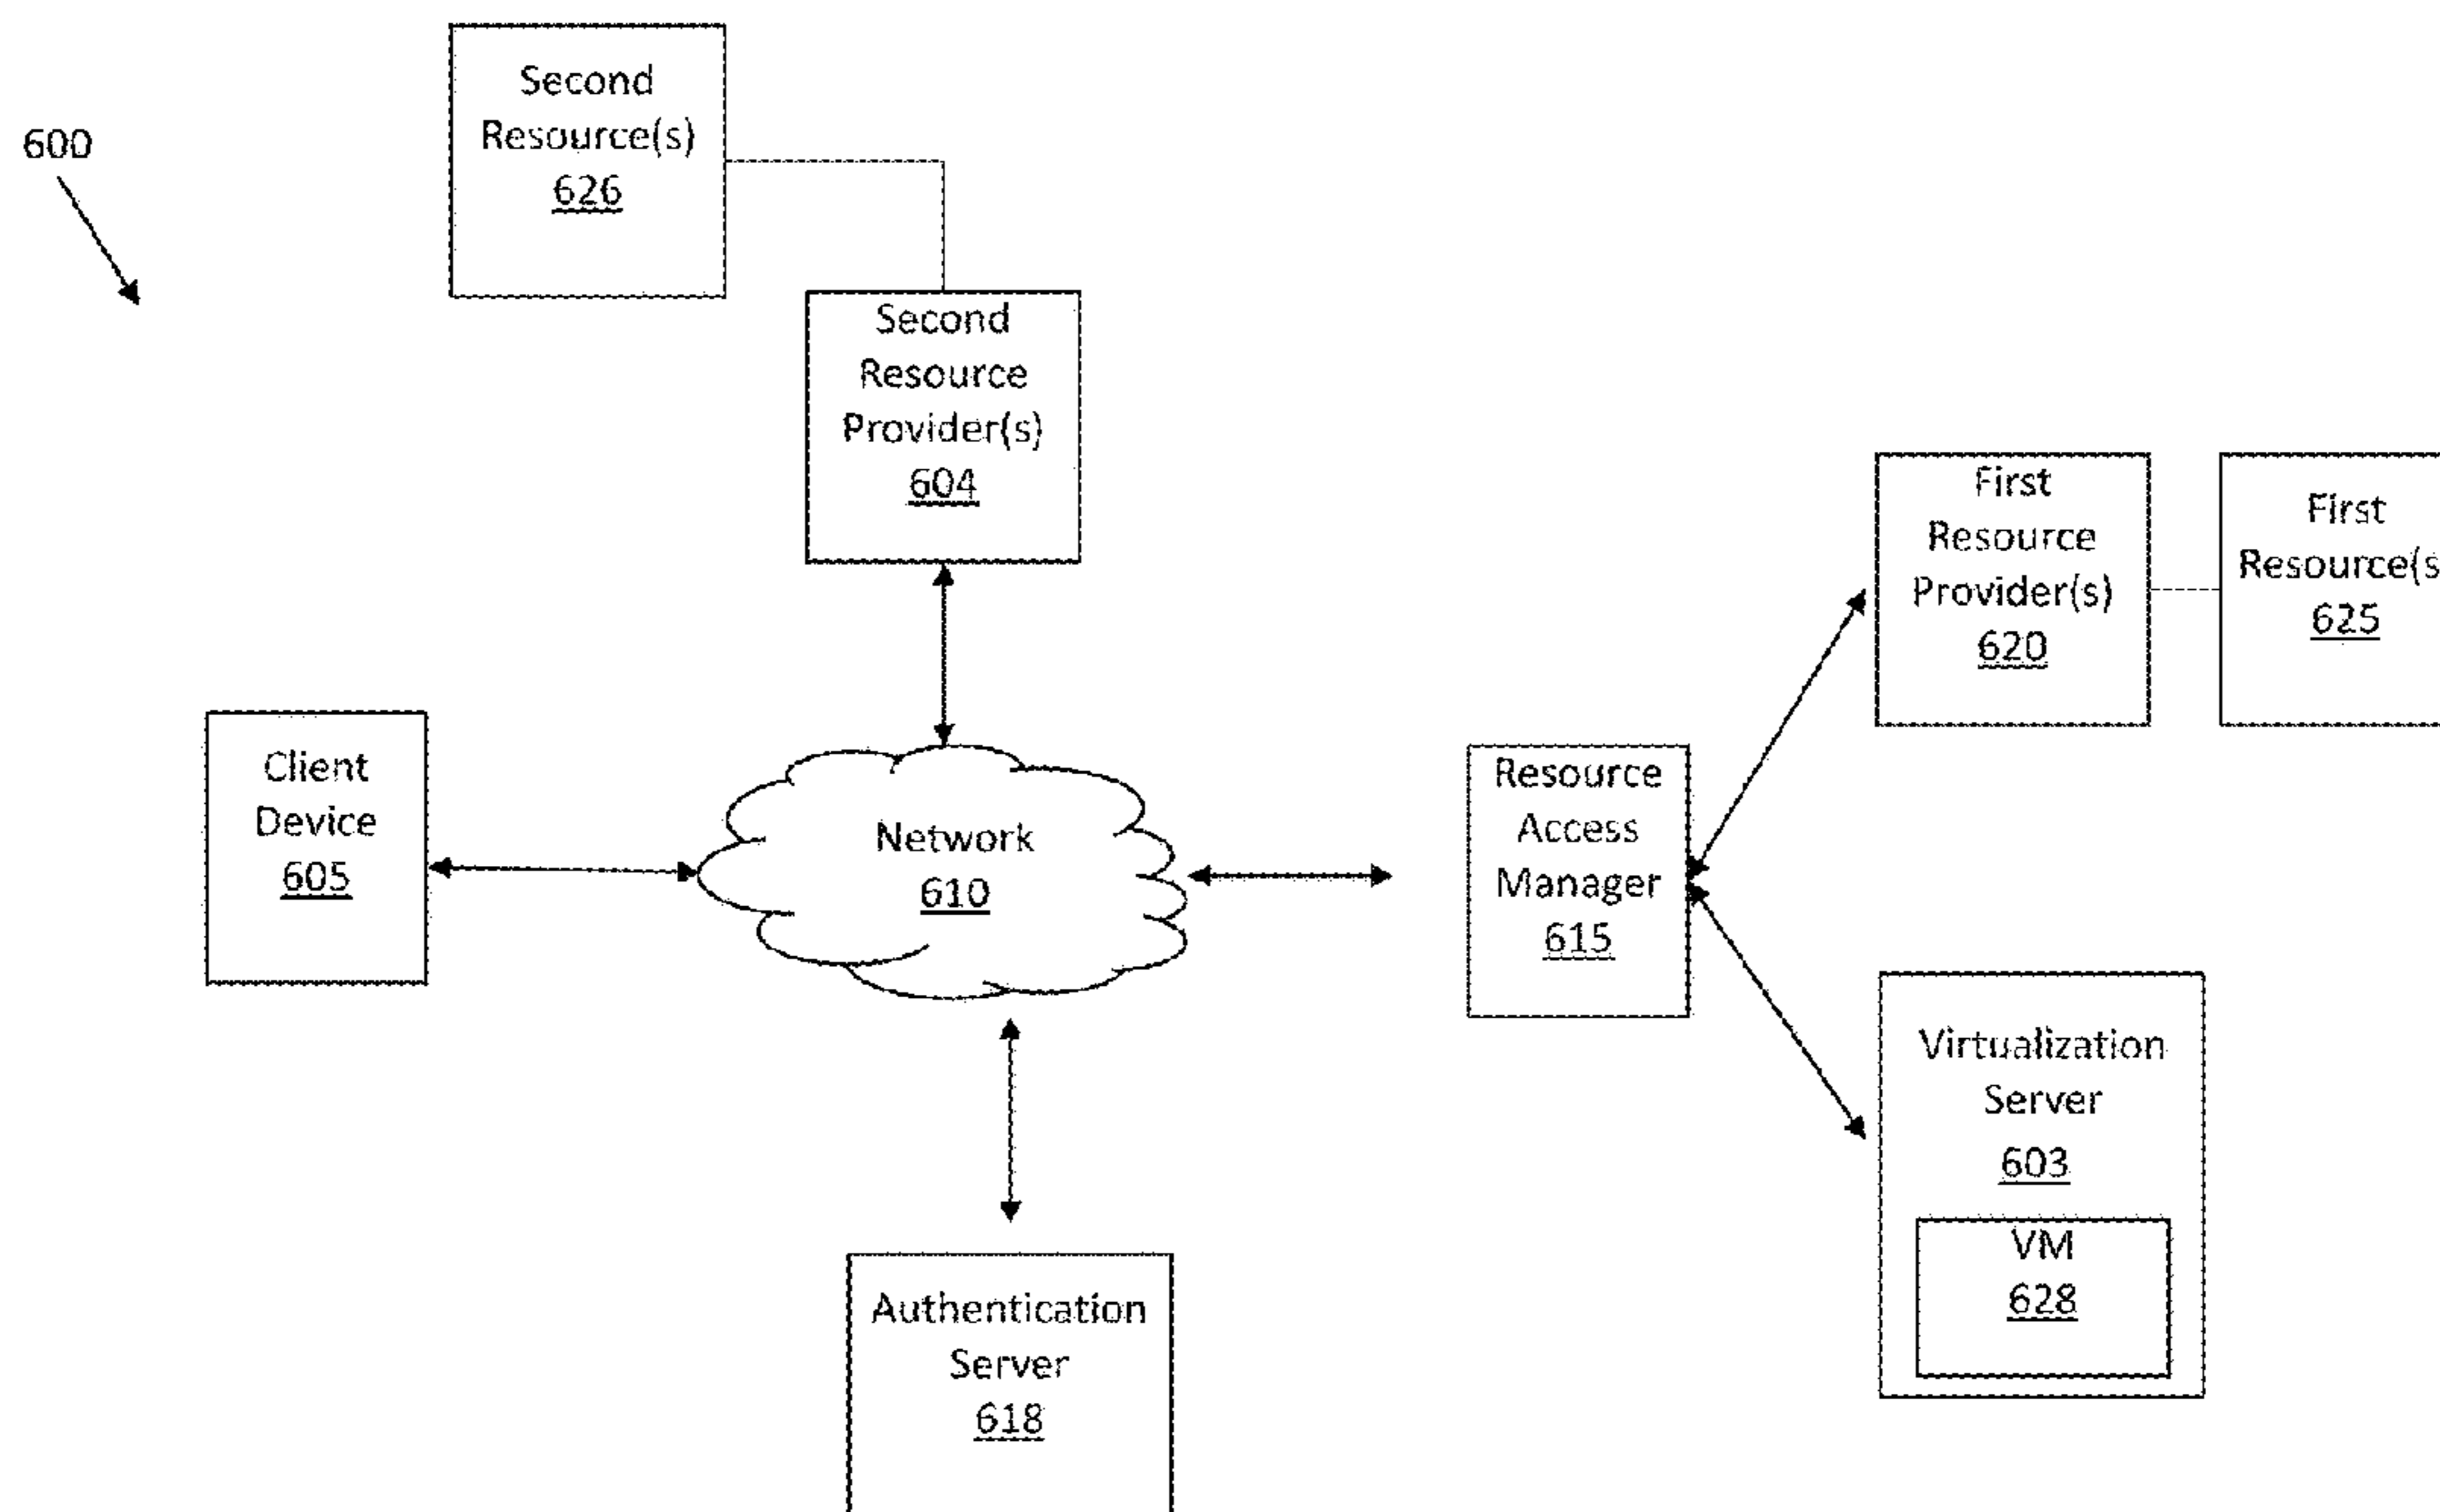 600
Second
Resource(s)
626
Second
Resource
Provider(s)
604
First
Resource
Provider(s)
620
First
Resource(s
625
Client
Device
605
Network
610
Resource
Access
Manager
615
Virtualization
Server
603
VM
628
Authentication
Server
618